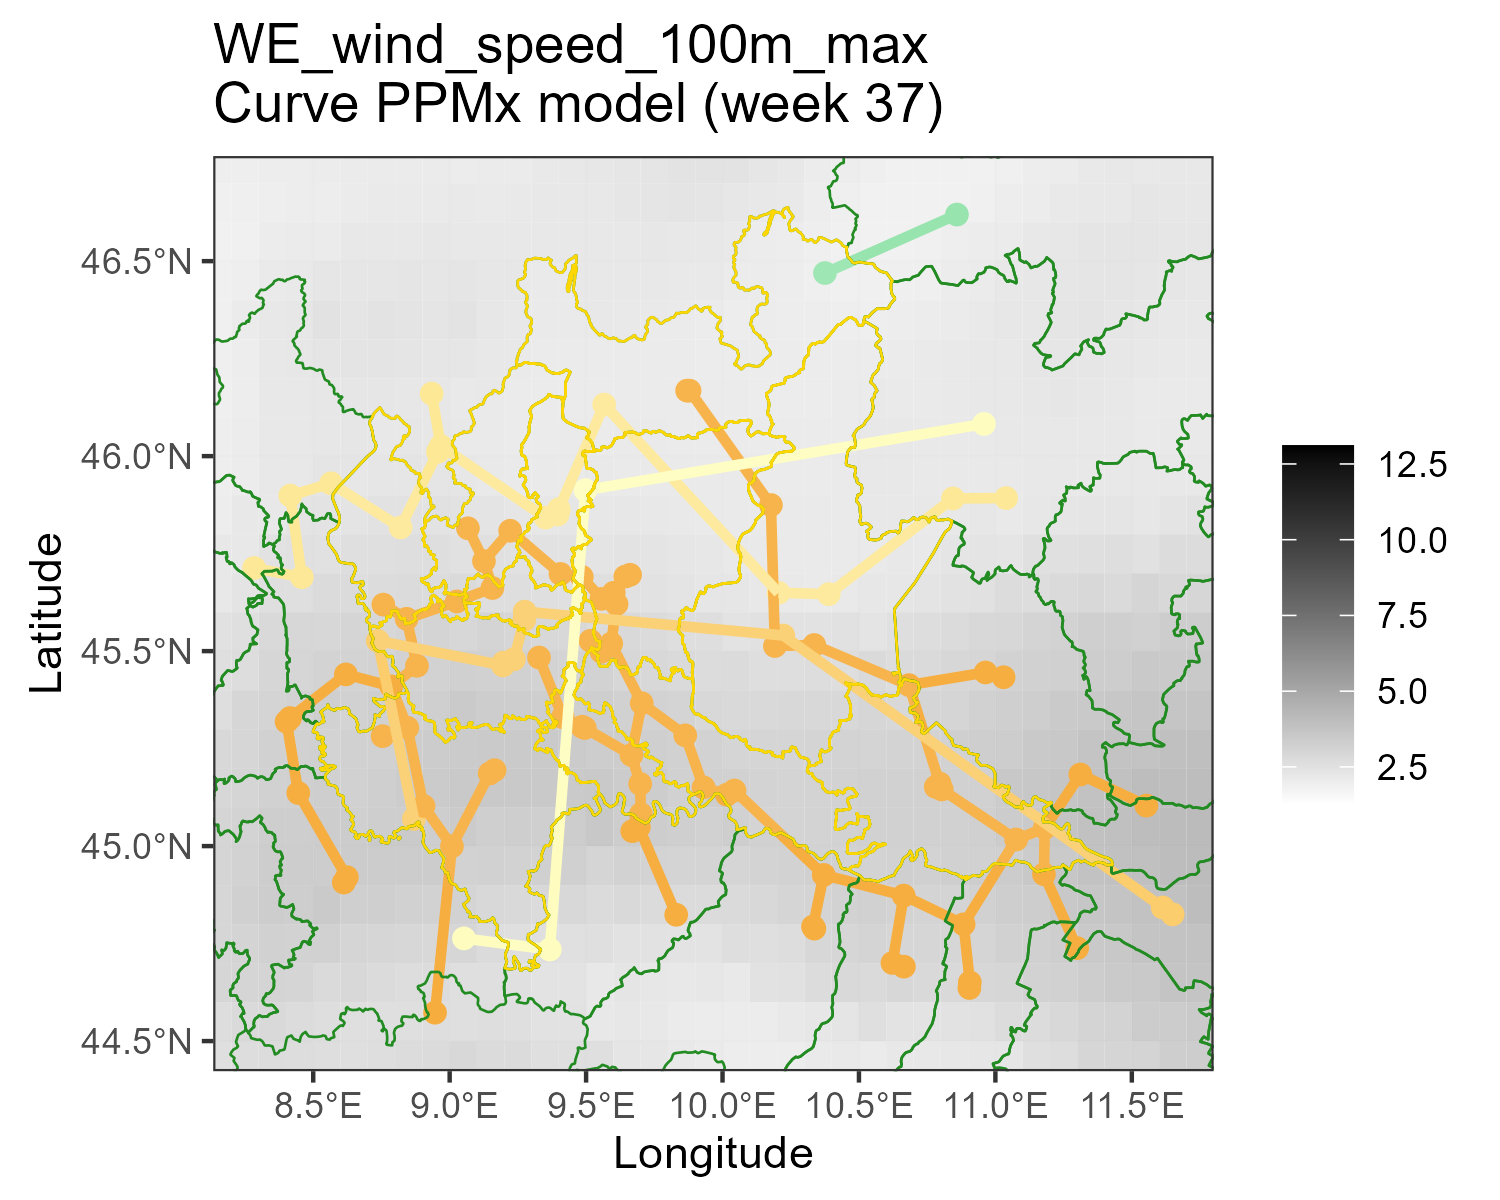 WE_wind_speed_100m_max
Curve PPMx model (week 37)
46.5°N
46.0°N
45.5°N
45.0°N
44.5°N
Latitude
8.5°E 9.0°E 9.5°E 10.0°E 10.5°E 11.0°E 11.5°E
Longitude
12.5
10.0
7.5
5.0
2.5